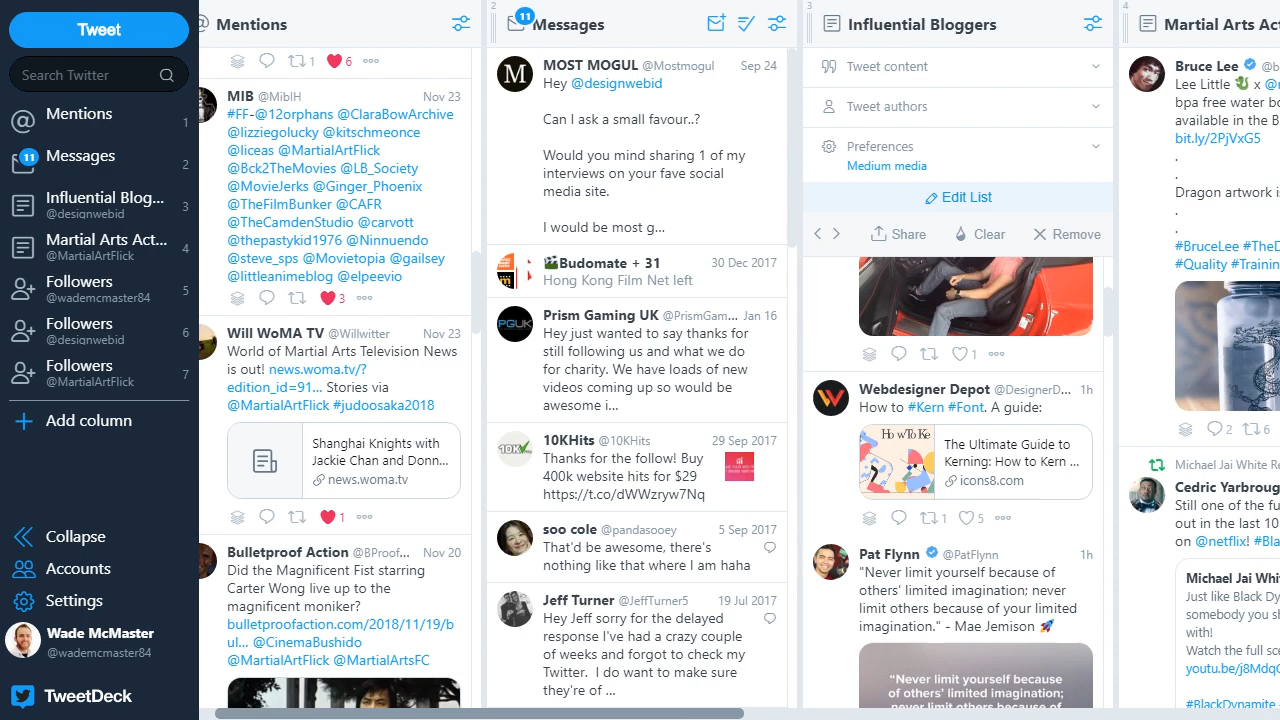 Tweet
Search Twitter
Mentions
1
11
Messages
2
Influential Blog...
@designwebid
3
Martial Arts Act...
@MartialArtFlick
4
Followers
@wademcmaster84
5
Followers
@designwebid
6
Followers
@MartialArtFlick
7
Add column
Collapse
Accounts
Settings
Wade McMaster
@wademcmaster84
TweetDeck
@ Mentions
1 6
MIB @MibIH Nov 23
#FF-@12orphans @ClaraBowArchive
@lizziegolucky @kitschmeonce
@liceas @MartialArtFlick
@Bck2TheMovies @LB_Society
@MovieJerks @Ginger_Phoenix
@TheFilmBunker @CAFR
@TheCamdenStudio @carvott
@thepastykid1976 @Ninnuendo
@steve_sps @Movietopia @gailsey
@littleanimeblog @elpeevio
3
Will WoMA TV @Willwitter Nov 23
World of Martial Arts Television News
is out! news.woma.tv/?
edition_id=91... Stories via
@MartialArtFlick #judoosaka2018
Shanghai Knights with
Jackie Chan and Donn...
news.woma.tv
1
Bulletproof Action @BProof... Nov 20
Did the Magnificent Fist starring
Carter Wong live up to the
magnificent moniker?
bulletproofaction.com/2018/11/19/b
ul... @CinemaBushido
@MartialArtFlick @MartialArtsFC
2
11
Messages
M
MOST MOGUL @Mostmogul Sep 24
Hey @designwebid
Can I ask a small favour..?
Would you mind sharing 1 of my
interviews on your fave social
media site.
I would be most g...
Budomate + 31 30 Dec 2017
Hong Kong Film Net left
PGUK
Prism Gaming UK @PrismGam... Jan 16
Hey just wanted to say thanks for
still following us and what we do
for charity. We have loads of new
videos coming up so would be
awesome i...
10K
10KHits @10KHits 29 Sep 2017
Thanks for the follow! Buy
400k website hits for $29
https://t.co/dWWzryw7Nq
soo cole @pandasooey 5 Sep 2017
That'd be awesome, there's
nothing like that where I am haha
Jeff Turner @JeffTurner5 19 Jul 2017
Hey Jeff sorry for the delayed
response I've had a crazy couple
of weeks and forgot to check my
Twitter. I do want to make sure
they're of ...
3
Influential Bloggers
Tweet content
Tweet authors
Preferences
Medium media
Edit List
Share Clear Remove
1
Webdesigner Depot @DesignerD... 1h
How to #Kern #Font. A guide:
How To Ke
The Ultimate Guide to
Kerning: How to Kern ...
icons8.com
1 5
Pat Flynn @PatFlynn 1h
"Never limit yourself because of
others' limited imagination; never
limit others because of your limited
imagination." - Mae Jemison
"Never limit yourself because
of others' limited imagination;
never limit others because of
4
Martial Arts Ac
Bruce Lee @b
Lee Little x @
bpa free water bo
available in the B
bit.ly/2PjVxG5
.
.
Dragon artwork i
.
.
#BruceLee #TheD
#Quality #Trainin
2 6
Michael Jai White Re
Cedric Yarbroug
Still one of the fu
out in the last 10
on @netflix! #Bla
Michael Jai Whit
Just like Black Dy
somebody you s
with!
Watch the full sce
youtu.be/j8MdqC
#BlackDynamite